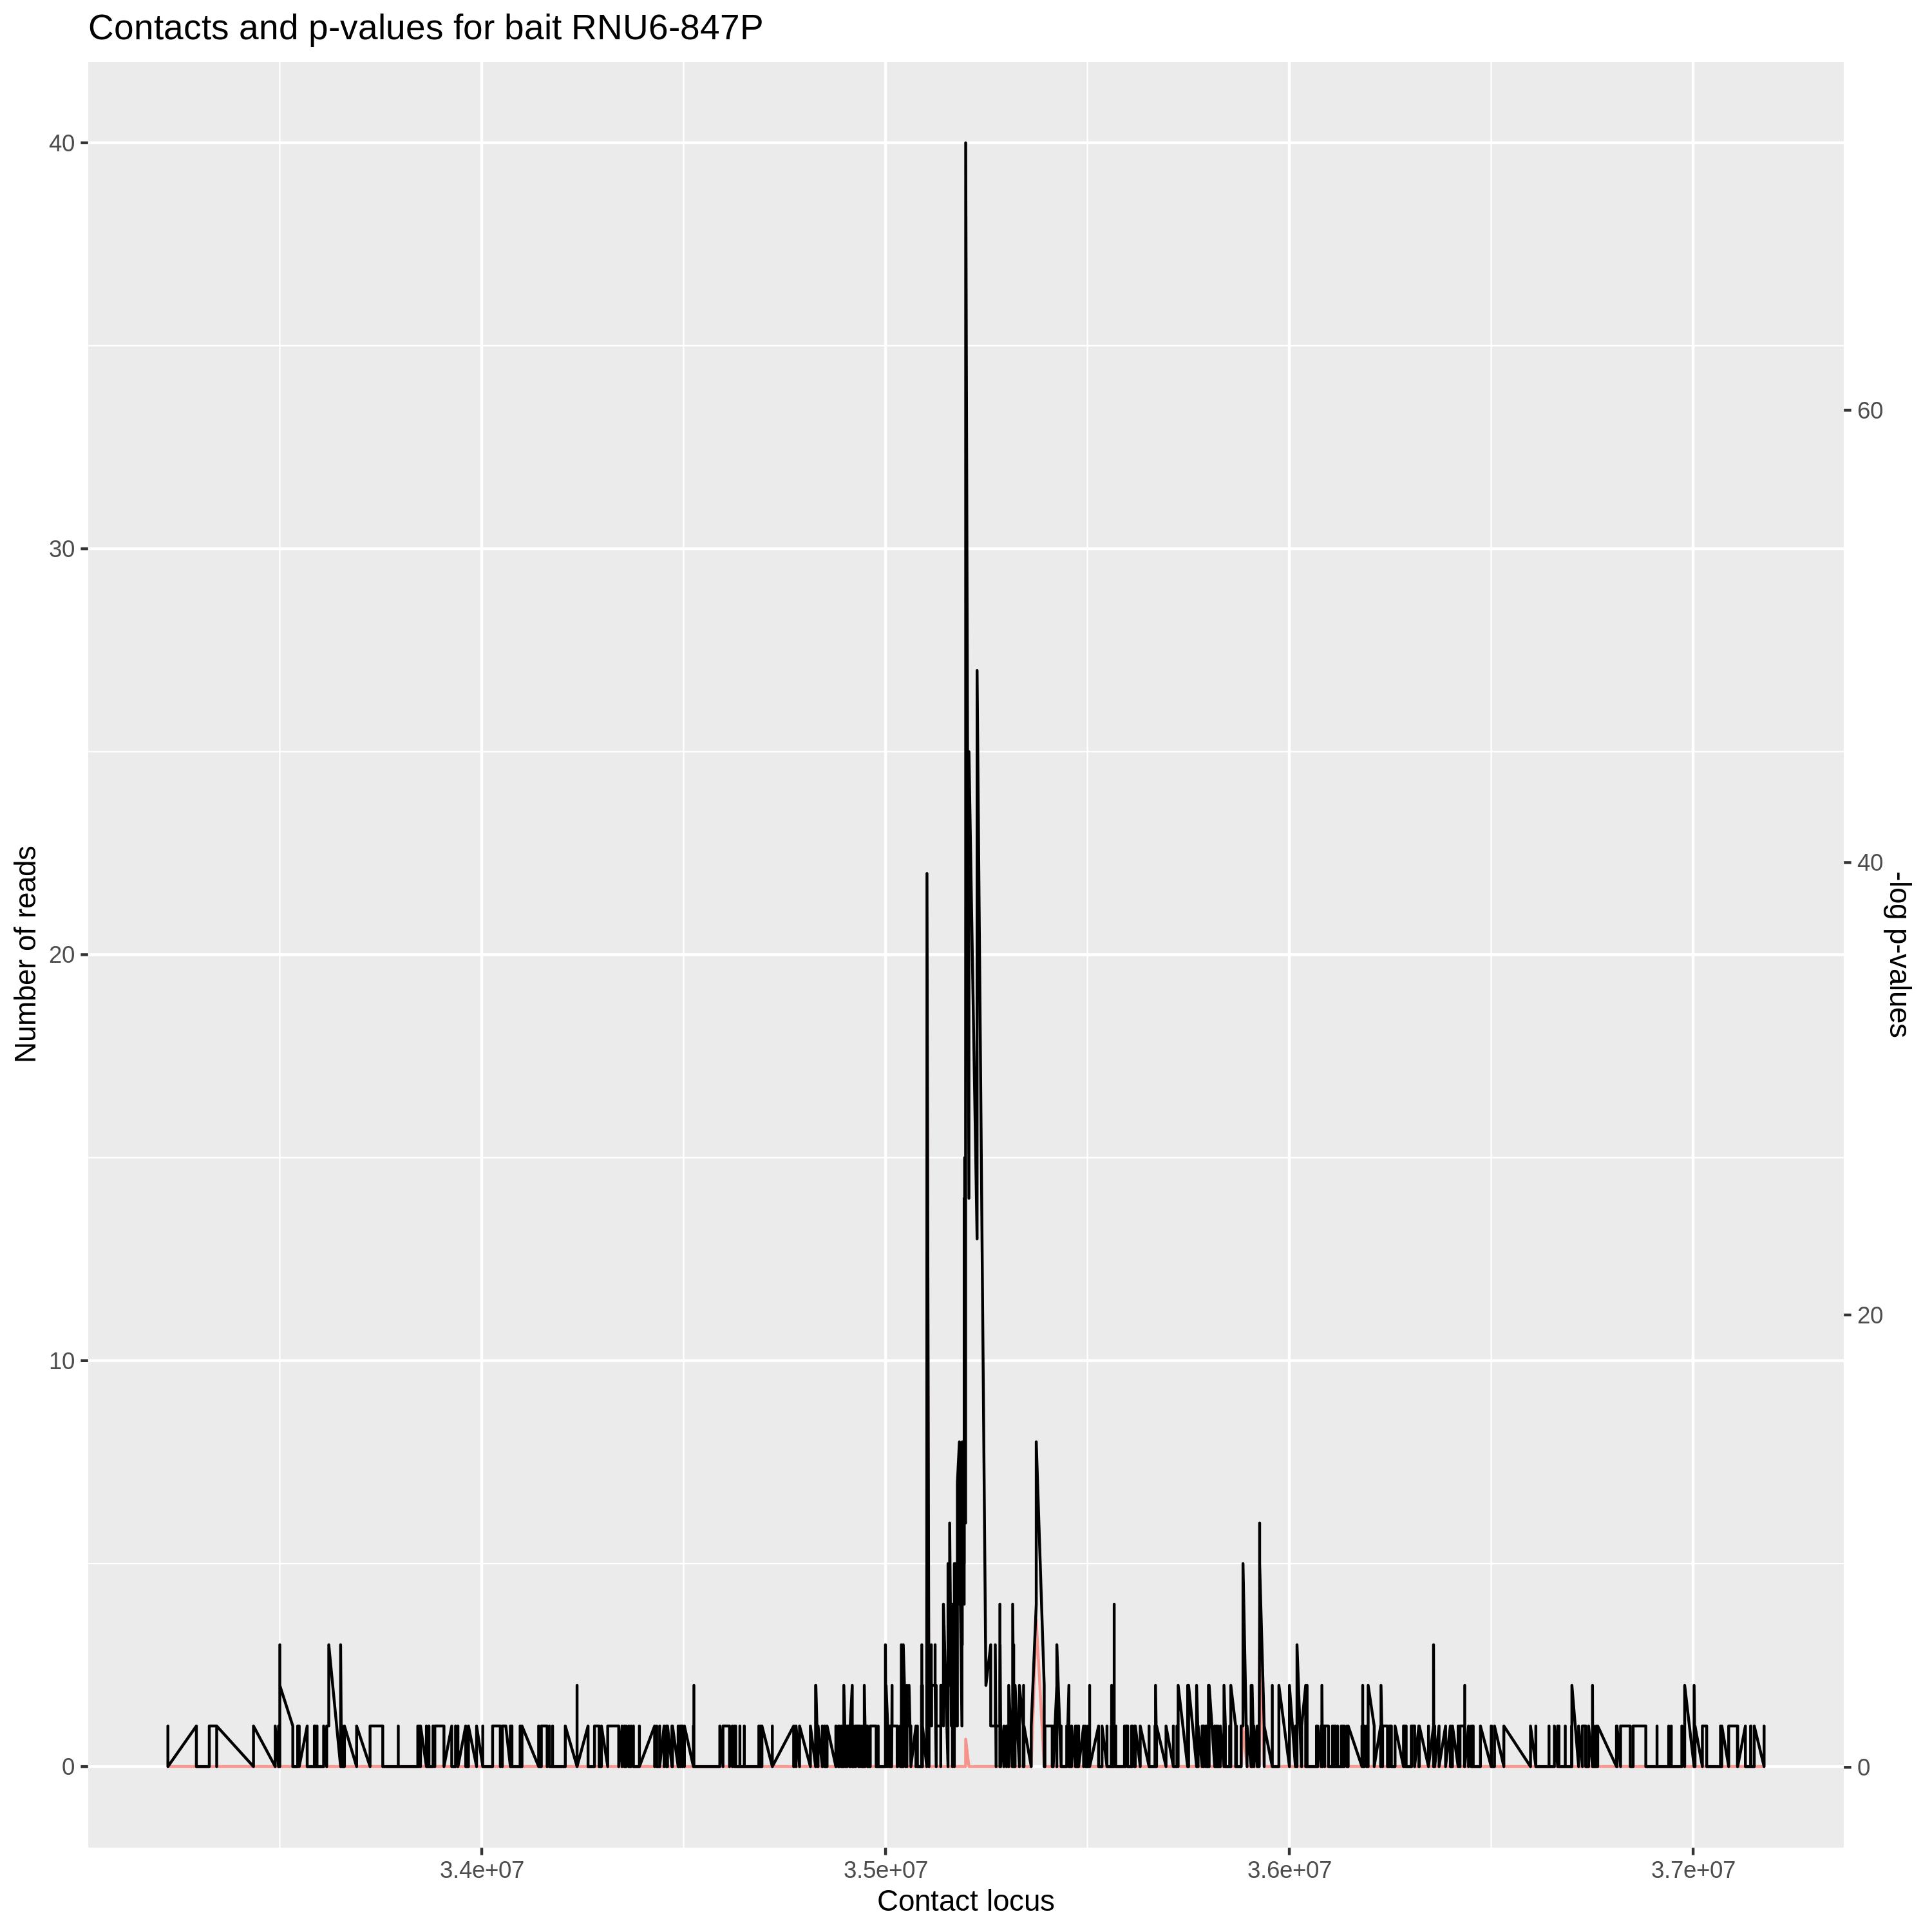 Contacts and p-values for bait RNU6-847P
40
30
20
10
0
Number of reads
60
40
20
0
-log p-values
3.4e+07
3.5e+07
3.6e+07
3.7e+07
Contact locus